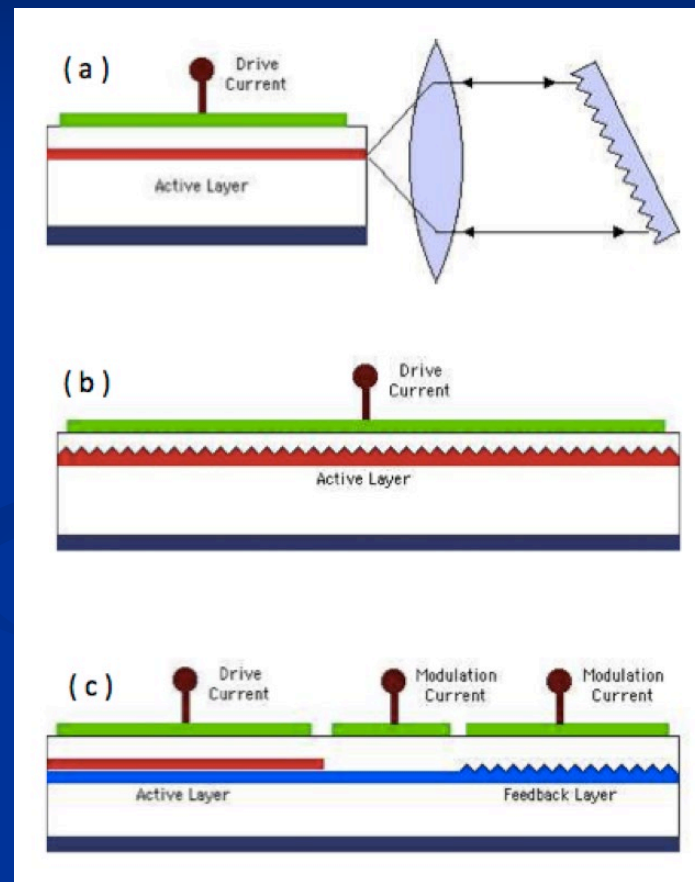 ( a )
Drive
Current
Active Layer
( b )
Drive
Current
Active Layer
( c )
Drive
Current
Modulation
Current
Modulation
Current
Active Layer
Feedback Layer